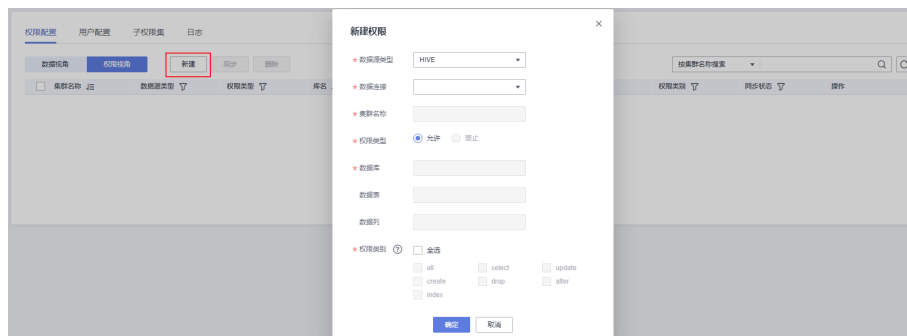 权限配置 用户配置 子权限集 日志
数据视角 权限视角 新建 同步 删除
按集群名称搜索
集群名称 数据源类型 权限类型 库名 权限类别 同步状态 操作
新建权限
* 数据源类型 HIVE
* 数据连接
* 集群名称
* 权限类型 允许 禁止
* 数据库
数据表
数据列
* 权限类别 ? 全选
all select update
create drop alter
index
确定 取消